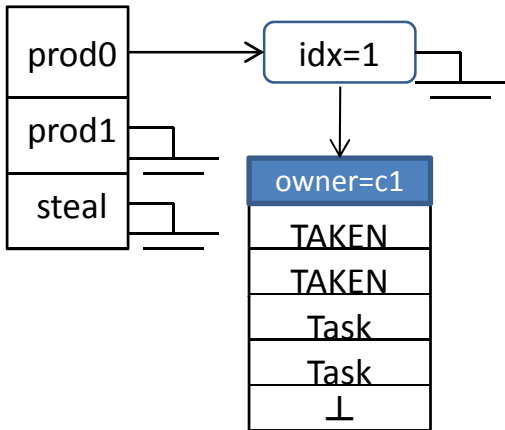 prod0
idx=1
prod1
owner=c1
steal
TAKEN
TAKEN
Task
Task
⊥